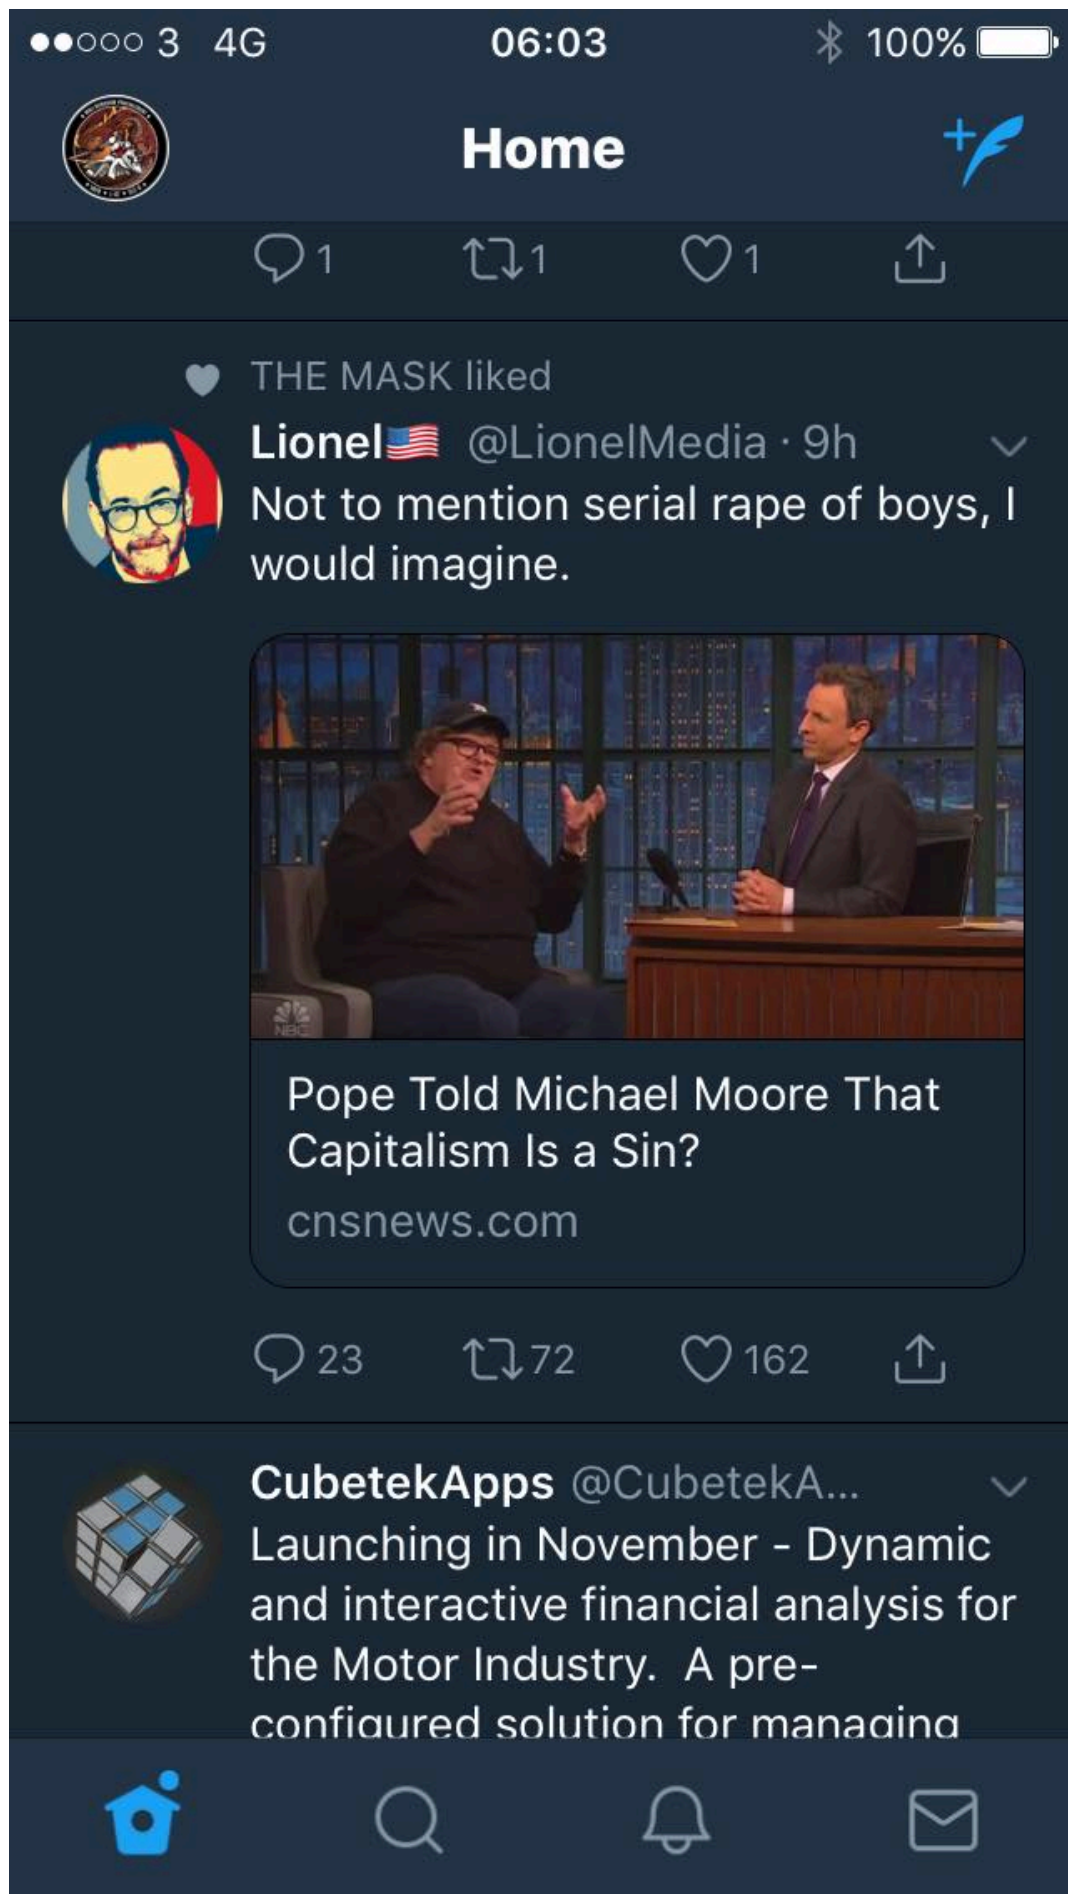 3 4G 06:03 100%
Home
1 1 1
THE MASK liked
Lionel🇺🇸 @LionelMedia · 9h
Not to mention serial rape of boys, I
would imagine.
NBC
Pope Told Michael Moore That
Capitalism Is a Sin?
cnsnews.com
23 72 162
CubetekApps @CubetekA...
Launching in November - Dynamic
and interactive financial analysis for
the Motor Industry. A pre-
configured solution for managing